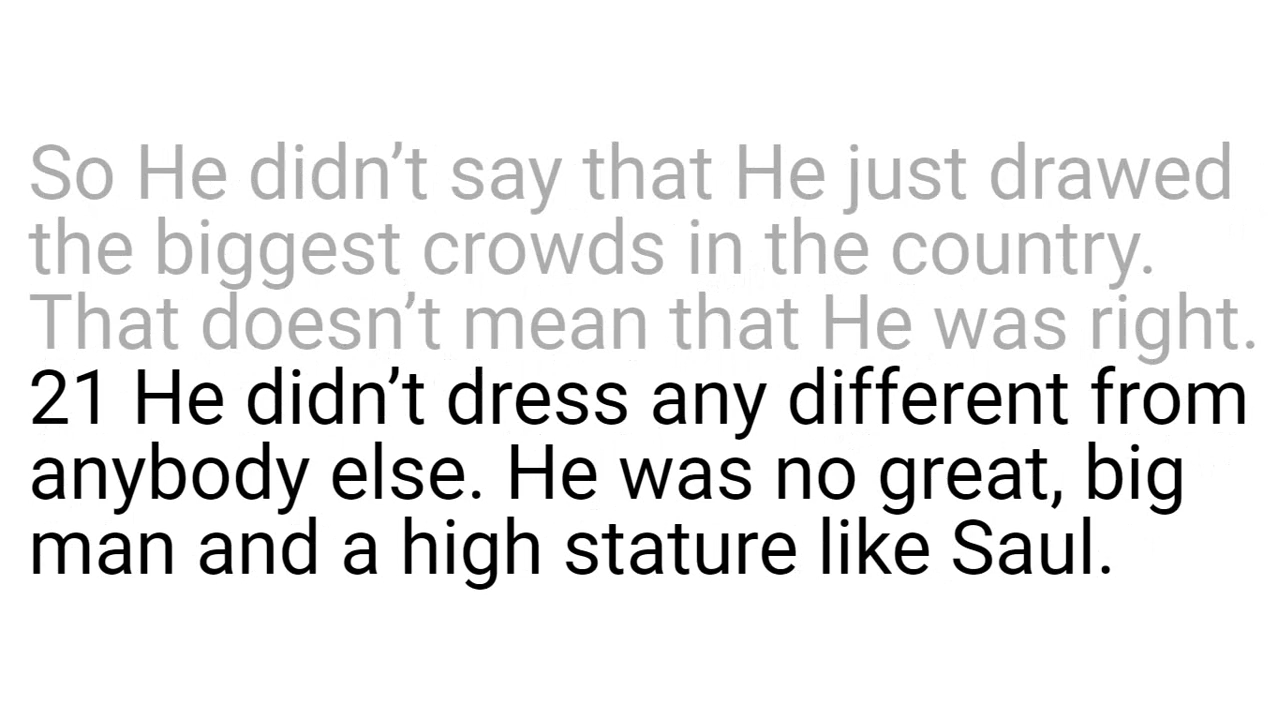 So He didn’t say that He just drawed
the biggest crowds in the country.
That doesn’t mean that He was right.
21 He didn’t dress any different from
anybody else. He was no great, big
man and a high stature like Saul.